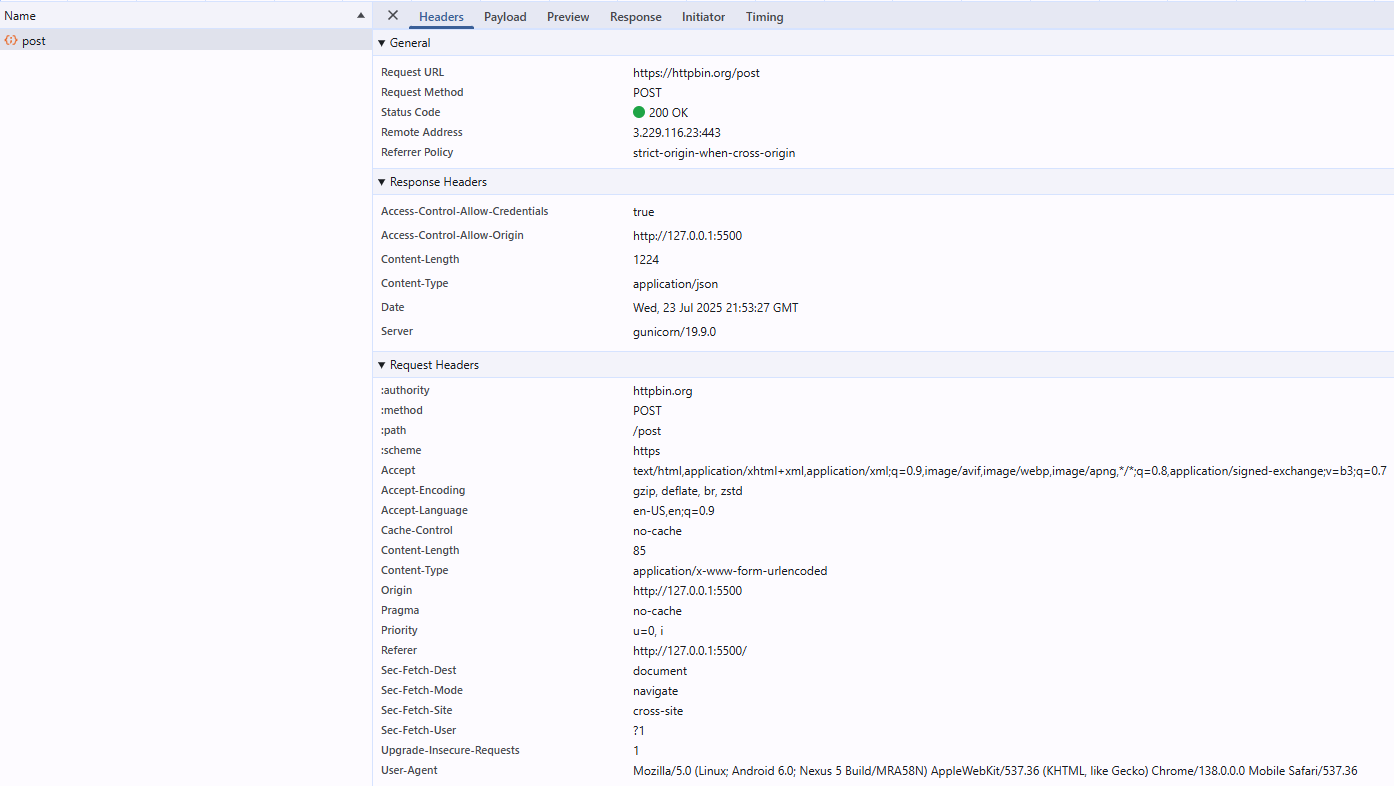 Name
post
Headers Payload Preview Response Initiator Timing
General
Request URL https://httpbin.org/post
Request Method POST
Status Code 200 OK
Remote Address 3.229.116.23:443
Referrer Policy strict-origin-when-cross-origin
Response Headers
Access-Control-Allow-Credentials true
Access-Control-Allow-Origin http://127.0.0.1:5500
Content-Length 1224
Content-Type application/json
Date Wed, 23 Jul 2025 21:53:27 GMT
Server gunicorn/19.9.0
Request Headers
:authority httpbin.org
:method POST
:path /post
:scheme https
Accept text/html,application/xhtml+xml,application/xml;q=0.9,image/avif,image/webp,image/apng,*/*;q=0.8,application/signed-exchange;v=b3;q=0.7
Accept-Encoding gzip, deflate, br, zstd
Accept-Language en-US,en;q=0.9
Cache-Control no-cache
Content-Length 85
Content-Type application/x-www-form-urlencoded
Origin http://127.0.0.1:5500
Pragma no-cache
Priority u=0, i
Referer http://127.0.0.1:5500/
Sec-Fetch-Dest document
Sec-Fetch-Mode navigate
Sec-Fetch-Site cross-site
Sec-Fetch-User ?1
Upgrade-Insecure-Requests 1
User-Agent Mozilla/5.0 (Linux; Android 6.0; Nexus 5 Build/MRA58N) AppleWebKit/537.36 (KHTML, like Gecko) Chrome/138.0.0.0 Mobile Safari/537.36